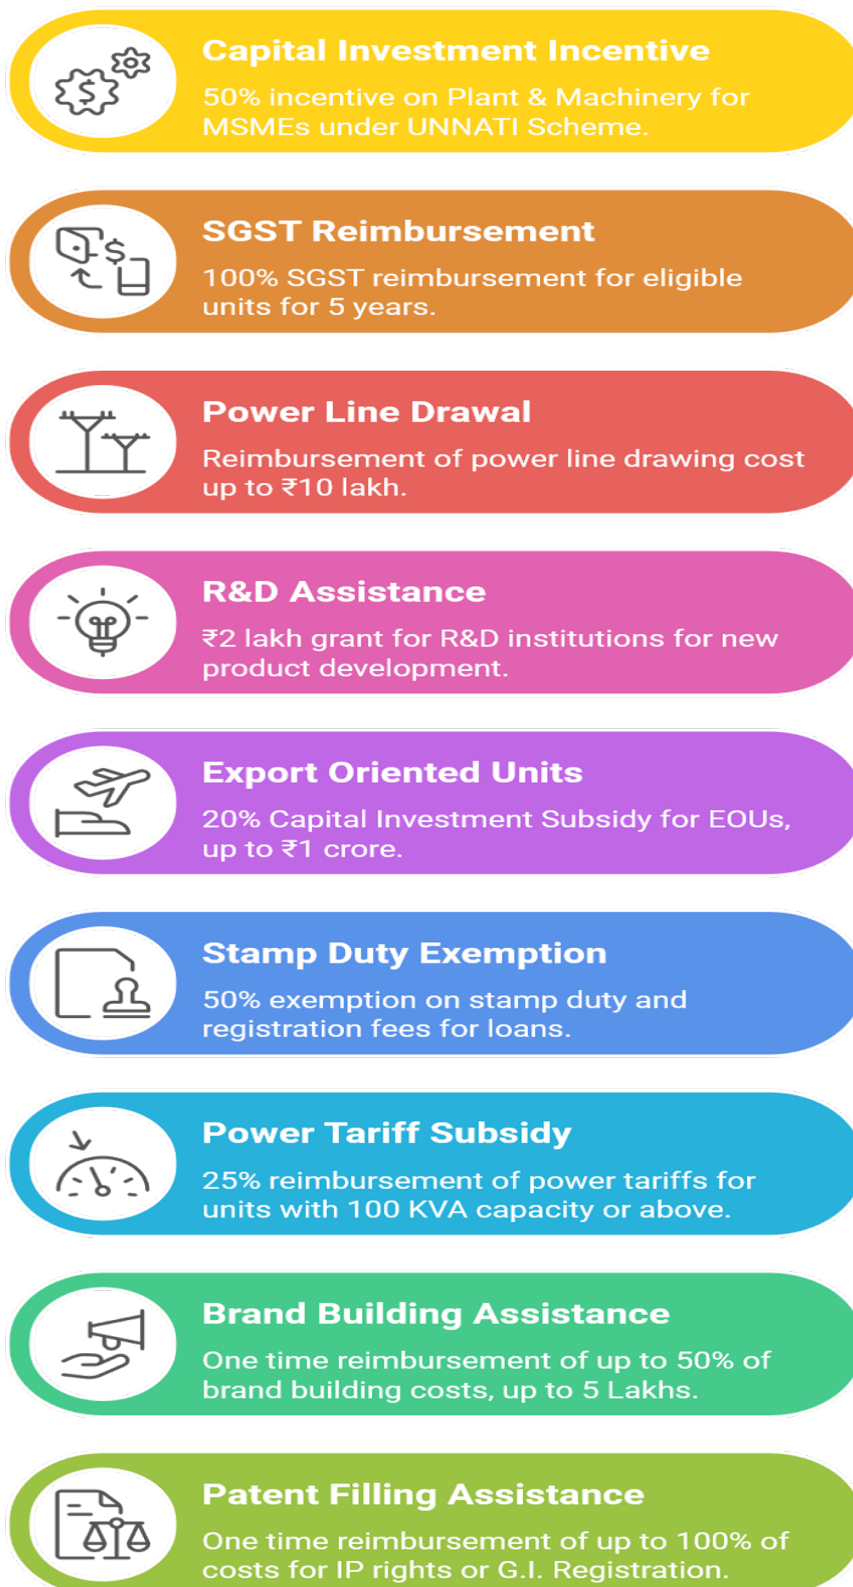 Capital Investment Incentive
50% incentive on Plant & Machinery for
MSMEs under UNNATI Scheme.
SGST Reimbursement
100% SGST reimbursement for eligible
units for 5 years.
Power Line Drawal
Reimbursement of power line drawing cost
up to ₹10 lakh.
R&D Assistance
₹2 lakh grant for R&D institutions for new
product development.
Export Oriented Units
20% Capital Investment Subsidy for EOUs,
up to ₹1 crore.
Stamp Duty Exemption
50% exemption on stamp duty and
registration fees for loans.
Power Tariff Subsidy
25% reimbursement of power tariffs for
units with 100 KVA capacity or above.
Brand Building Assistance
One time reimbursement of up to 50% of
brand building costs, up to 5 Lakhs.
Patent Filling Assistance
One time reimbursement of up to 100% of
costs for IP rights or G.I. Registration.